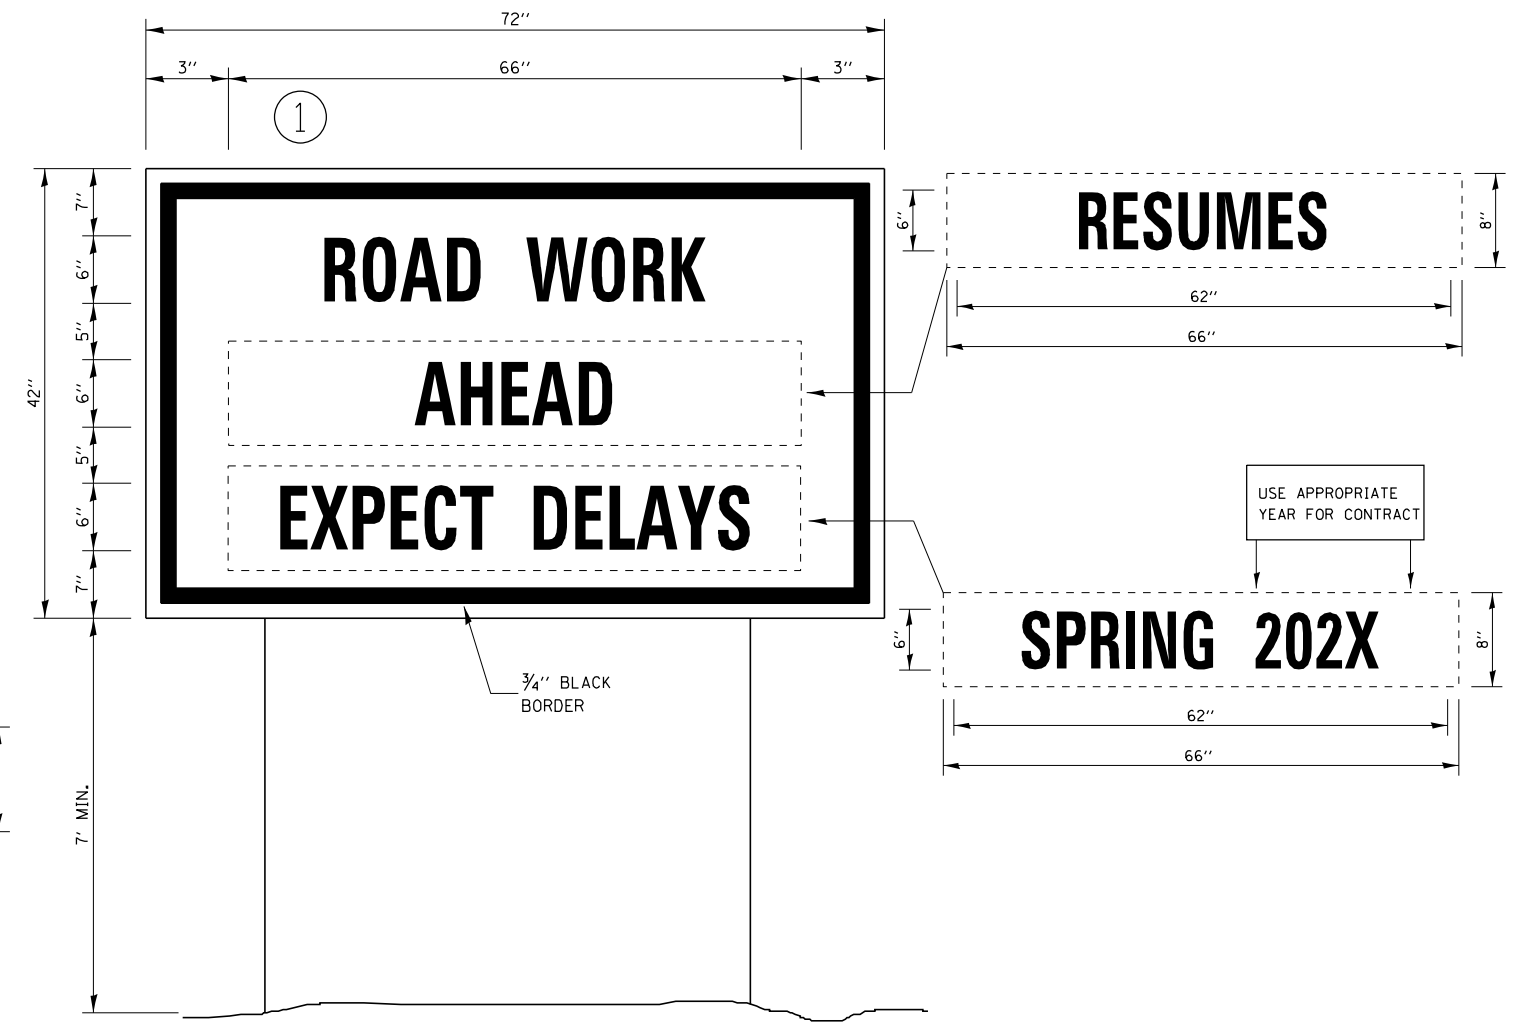 72''
3'' 66'' 3''
1
ROAD WORK
AHEAD
EXPECT DELAYS
42''
7''
6''
5''
6''
5''
6''
7''
7' MIN.
3/4'' BLACK
BORDER
6''
RESUMES
8''
62''
66''
USE APPROPRIATE
YEAR FOR CONTRACT
6''
SPRING 202X
8''
62''
66''